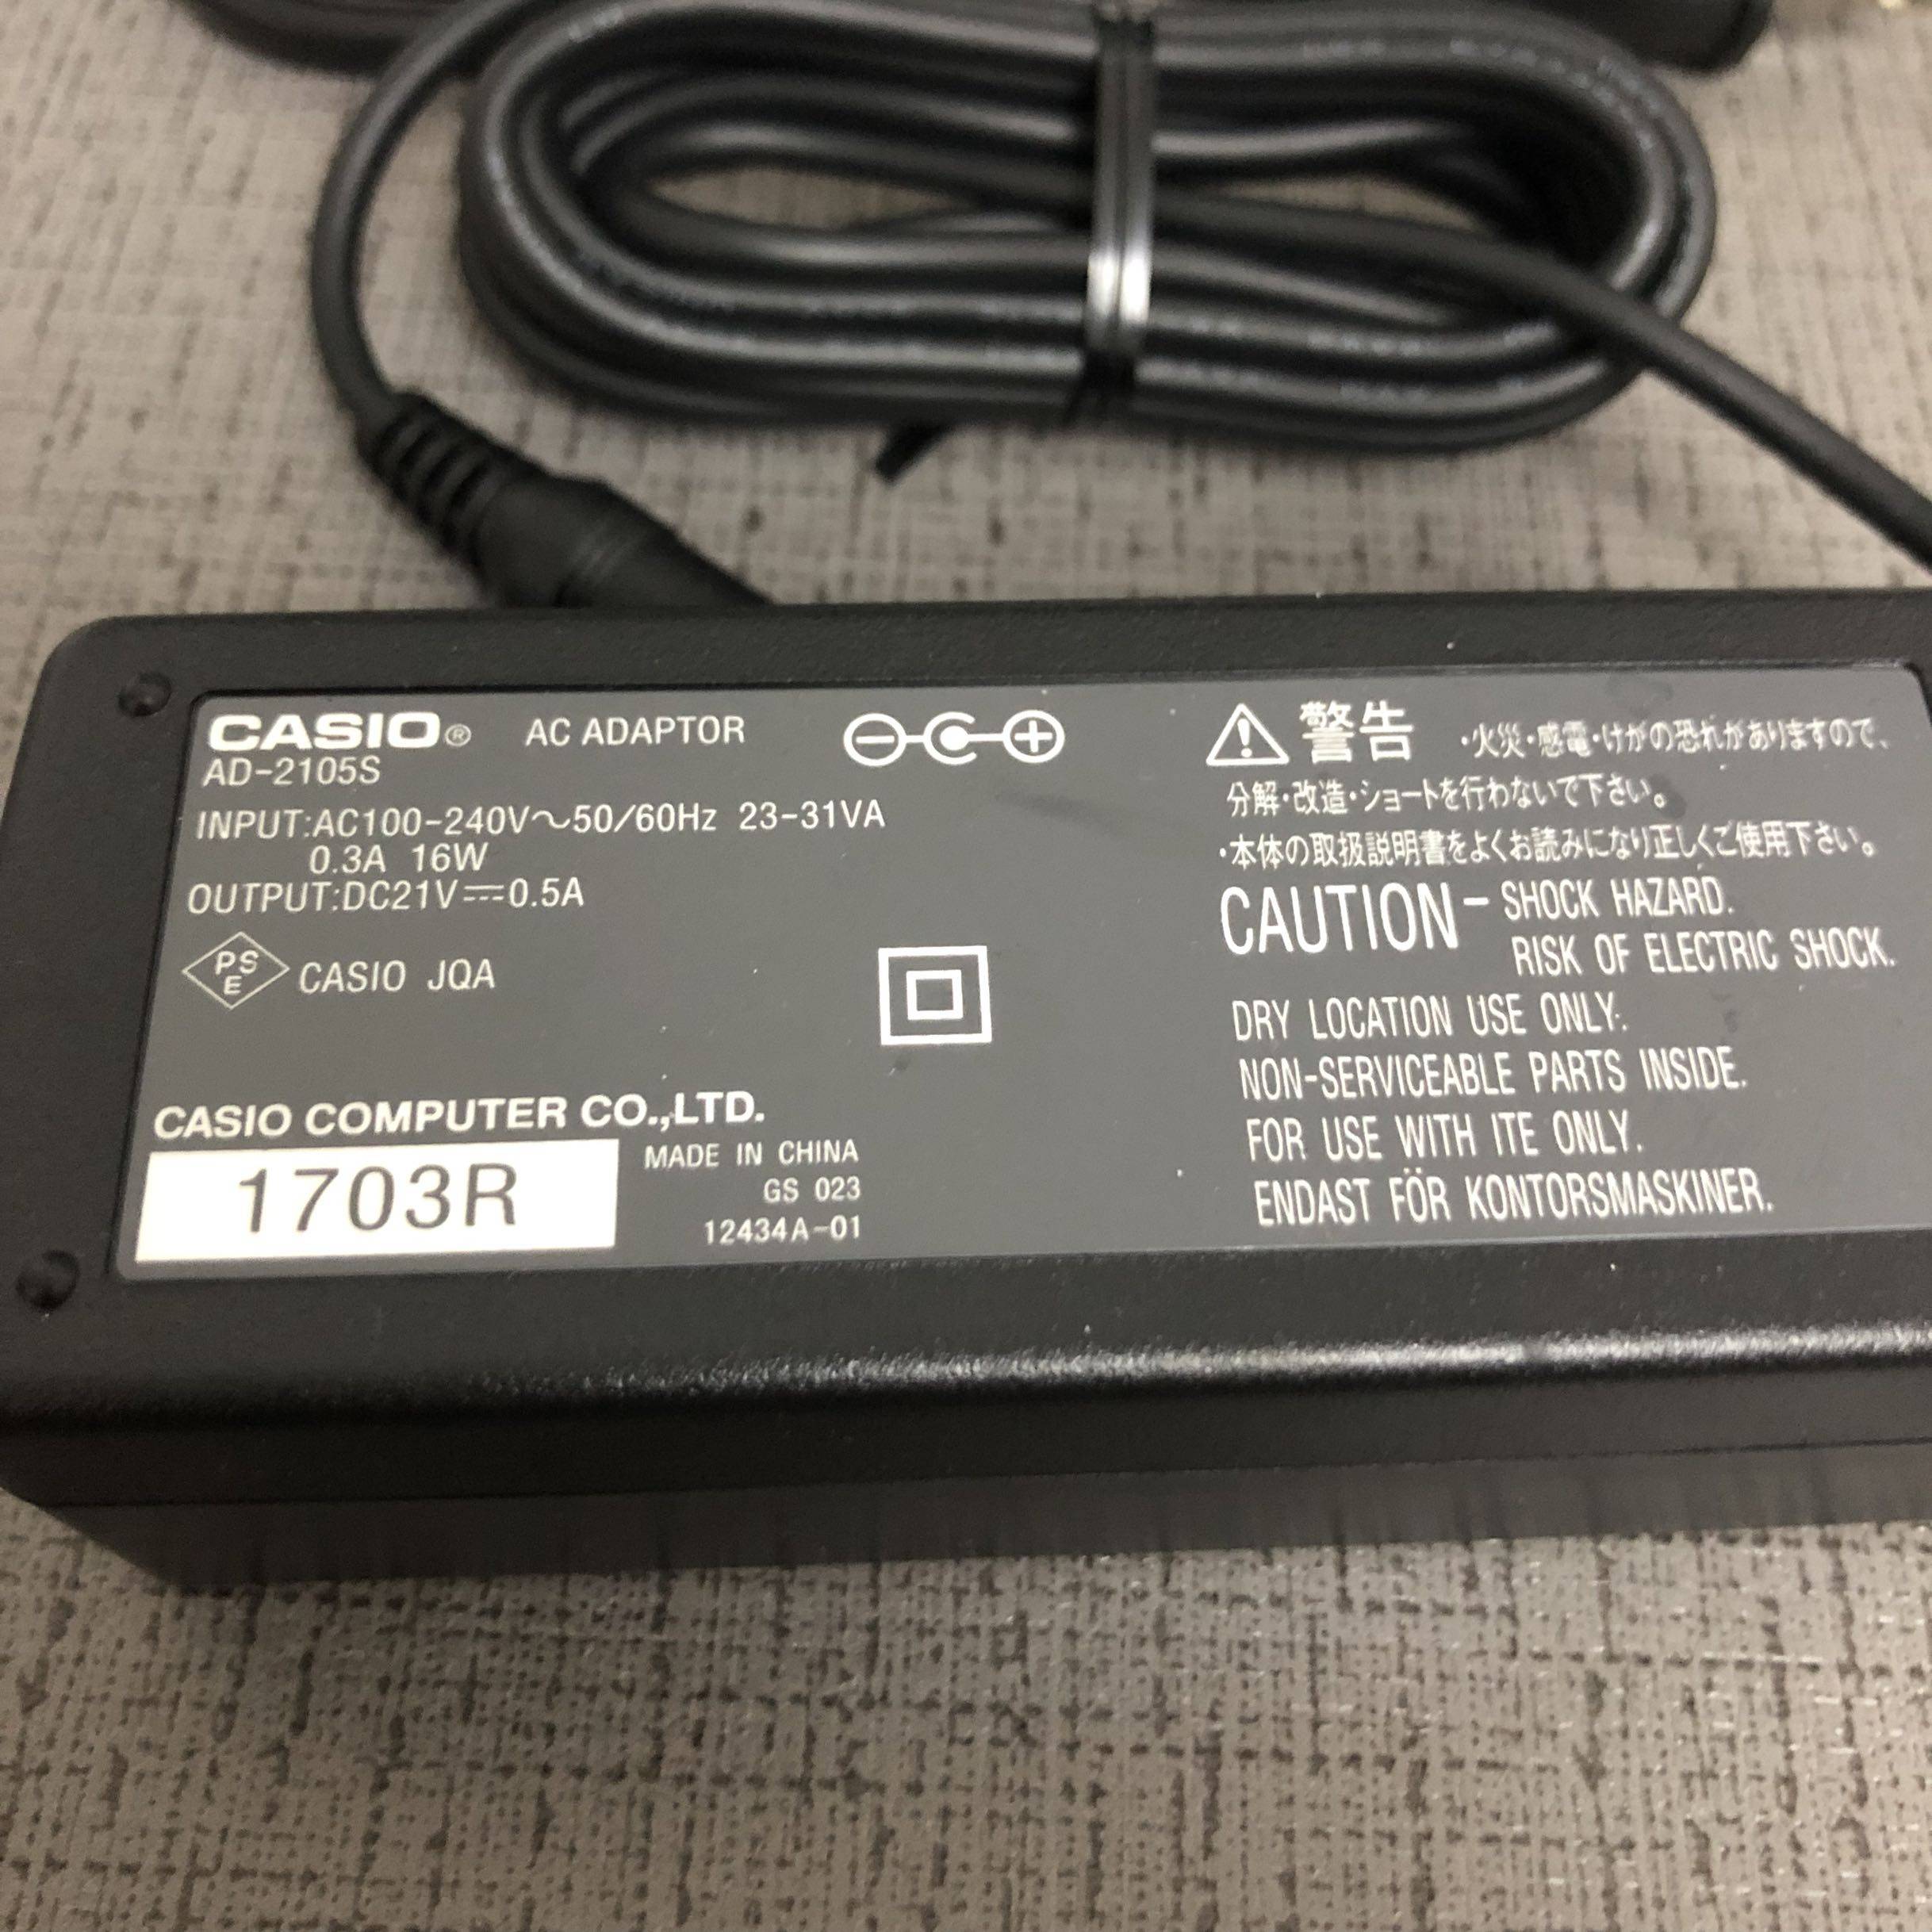 CASIO® AC ADAPTOR
AD-2105S
INPUT:AC100-240V～50/60Hz 23-31VA
0.3A 16W
OUTPUT:DC21V⎓0.5A
PSE CASIO JQA
CASIO COMPUTER CO.,LTD.
1703R
MADE IN CHINA
GS 023
12434A-01
警告 ・火災・感電・けがの恐れがありますので、
分解・改造・ショートを行わないで下さい。
・本体の取扱説明書をよくお読みになり正しくご使用下さい。
CAUTION - SHOCK HAZARD.
RISK OF ELECTRIC SHOCK.
DRY LOCATION USE ONLY.
NON-SERVICEABLE PARTS INSIDE.
FOR USE WITH ITE ONLY.
ENDAST FÖR KONTORSMASKINER.